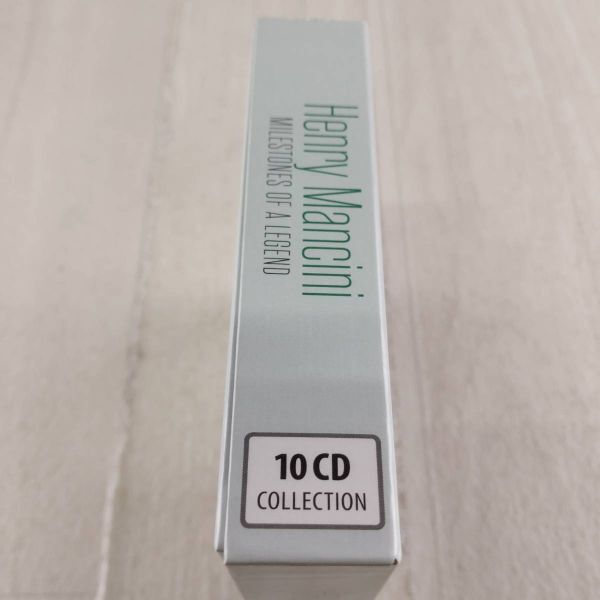 Henry Mancini
MILESTONES OF A LEGEND
10 CD
COLLECTION